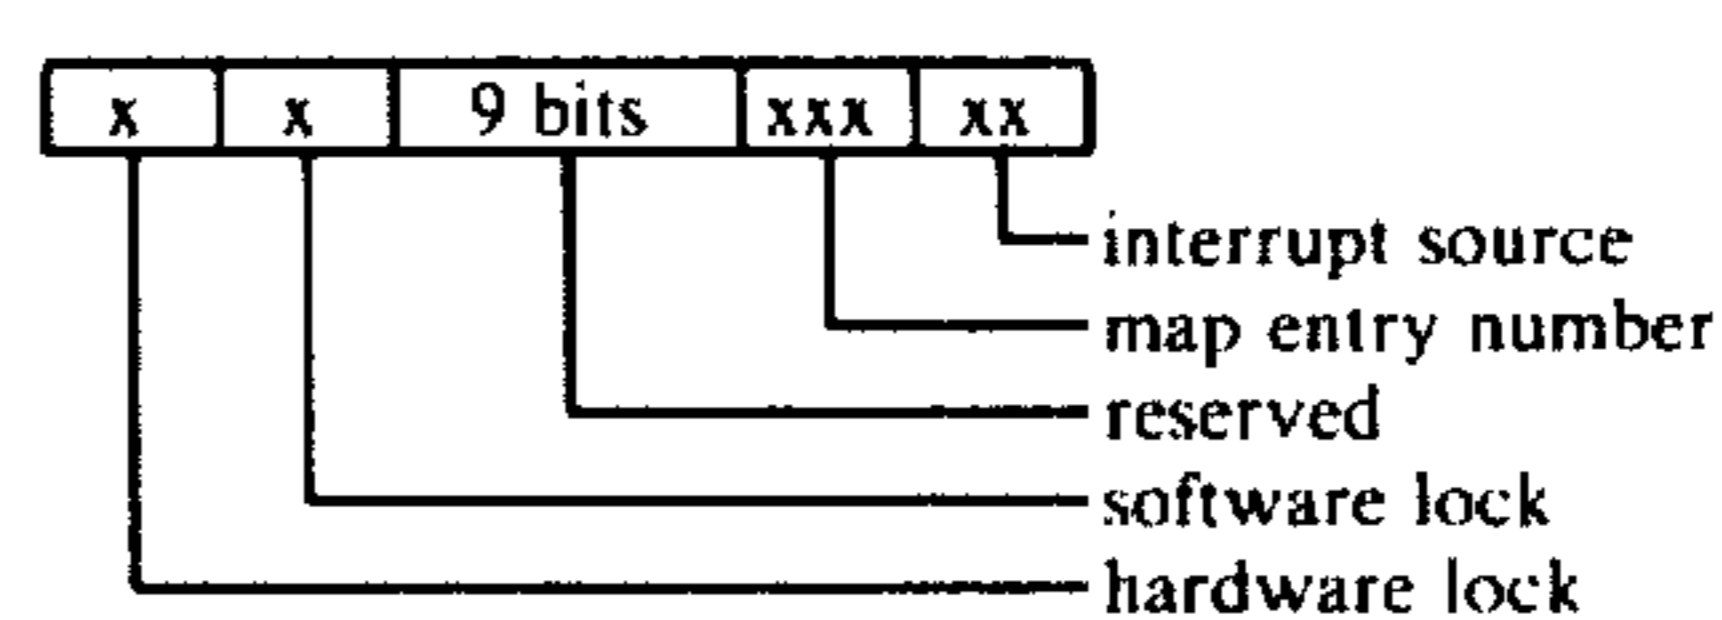 x x 9 bits xxx xx
interrupt source
map entry number
reserved
software lock
hardware lock